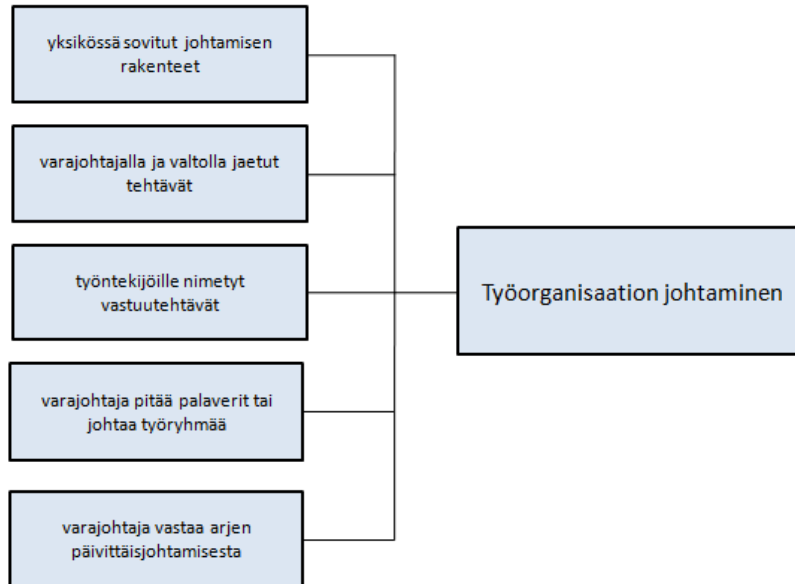 yksikössä sovitut johtamisen
rakenteet
varajohtajalla ja valtolla jaetut
tehtävät
työntekijöille nimetyt
vastuutehtävät
varajohtaja pitää palaverit tai
johtaa työryhmää
varajohtaja vastaa arjen
päivittäisjohtamisesta
Työorganisaation johtaminen